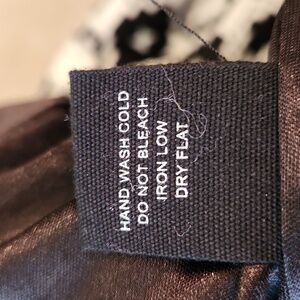 HAND WASH COLD
DO NOT BLEACH
IRON LOW
DRY FLAT